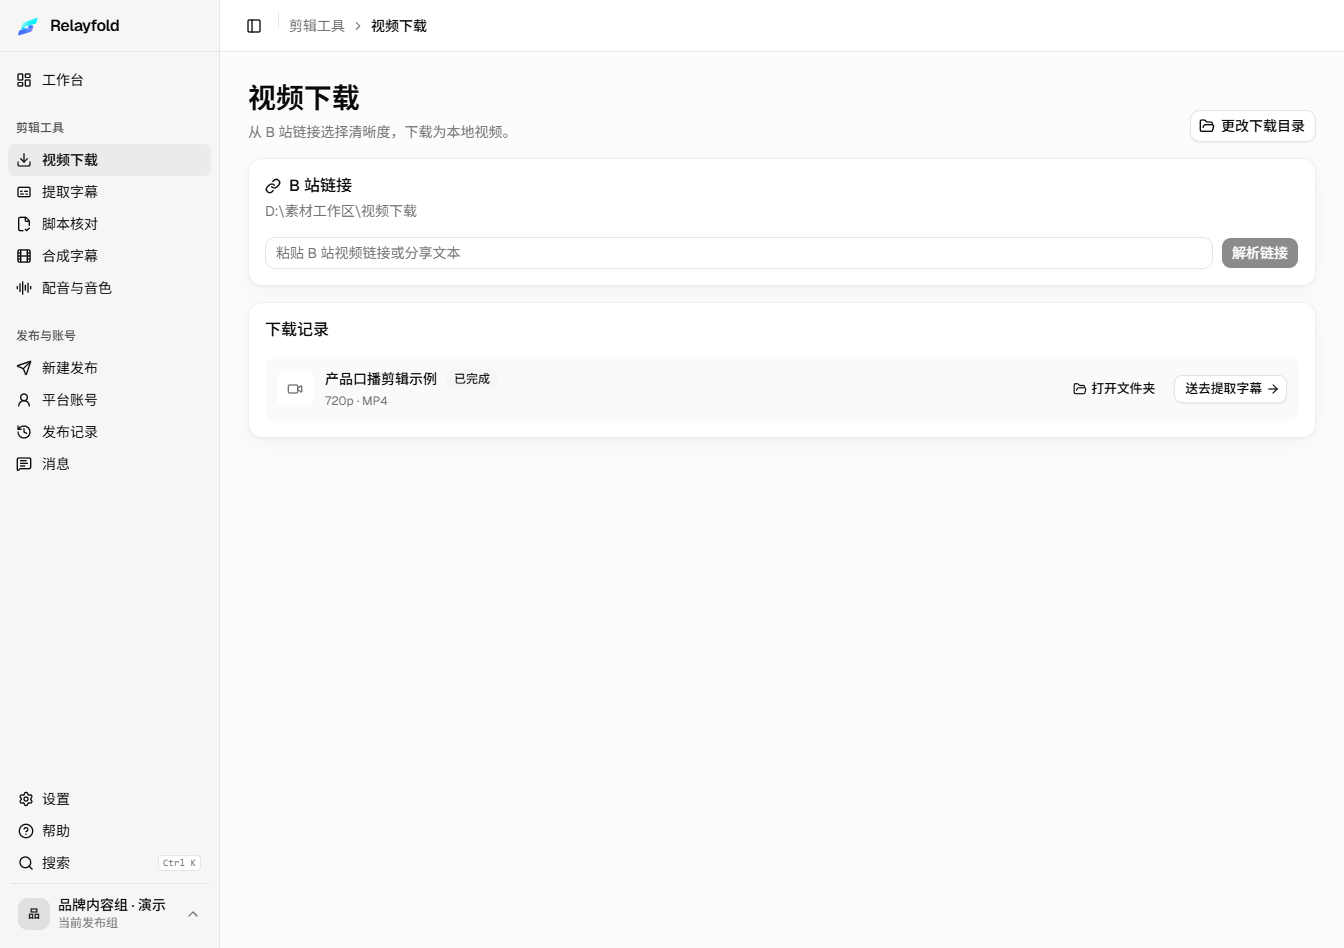 Relayfold
工作台
剪辑工具
视频下载
提取字幕
脚本核对
合成字幕
配音与音色
发布与账号
新建发布
平台账号
发布记录
消息
设置
帮助
搜索 Ctrl K
品
品牌内容组 · 演示
当前发布组
剪辑工具 > 视频下载
视频下载
从 B 站链接选择清晰度，下载为本地视频。
更改下载目录
B 站链接
D:\素材工作区\视频下载
粘贴 B 站视频链接或分享文本
解析链接
下载记录
产品口播剪辑示例 已完成
720p · MP4
打开文件夹
送去提取字幕